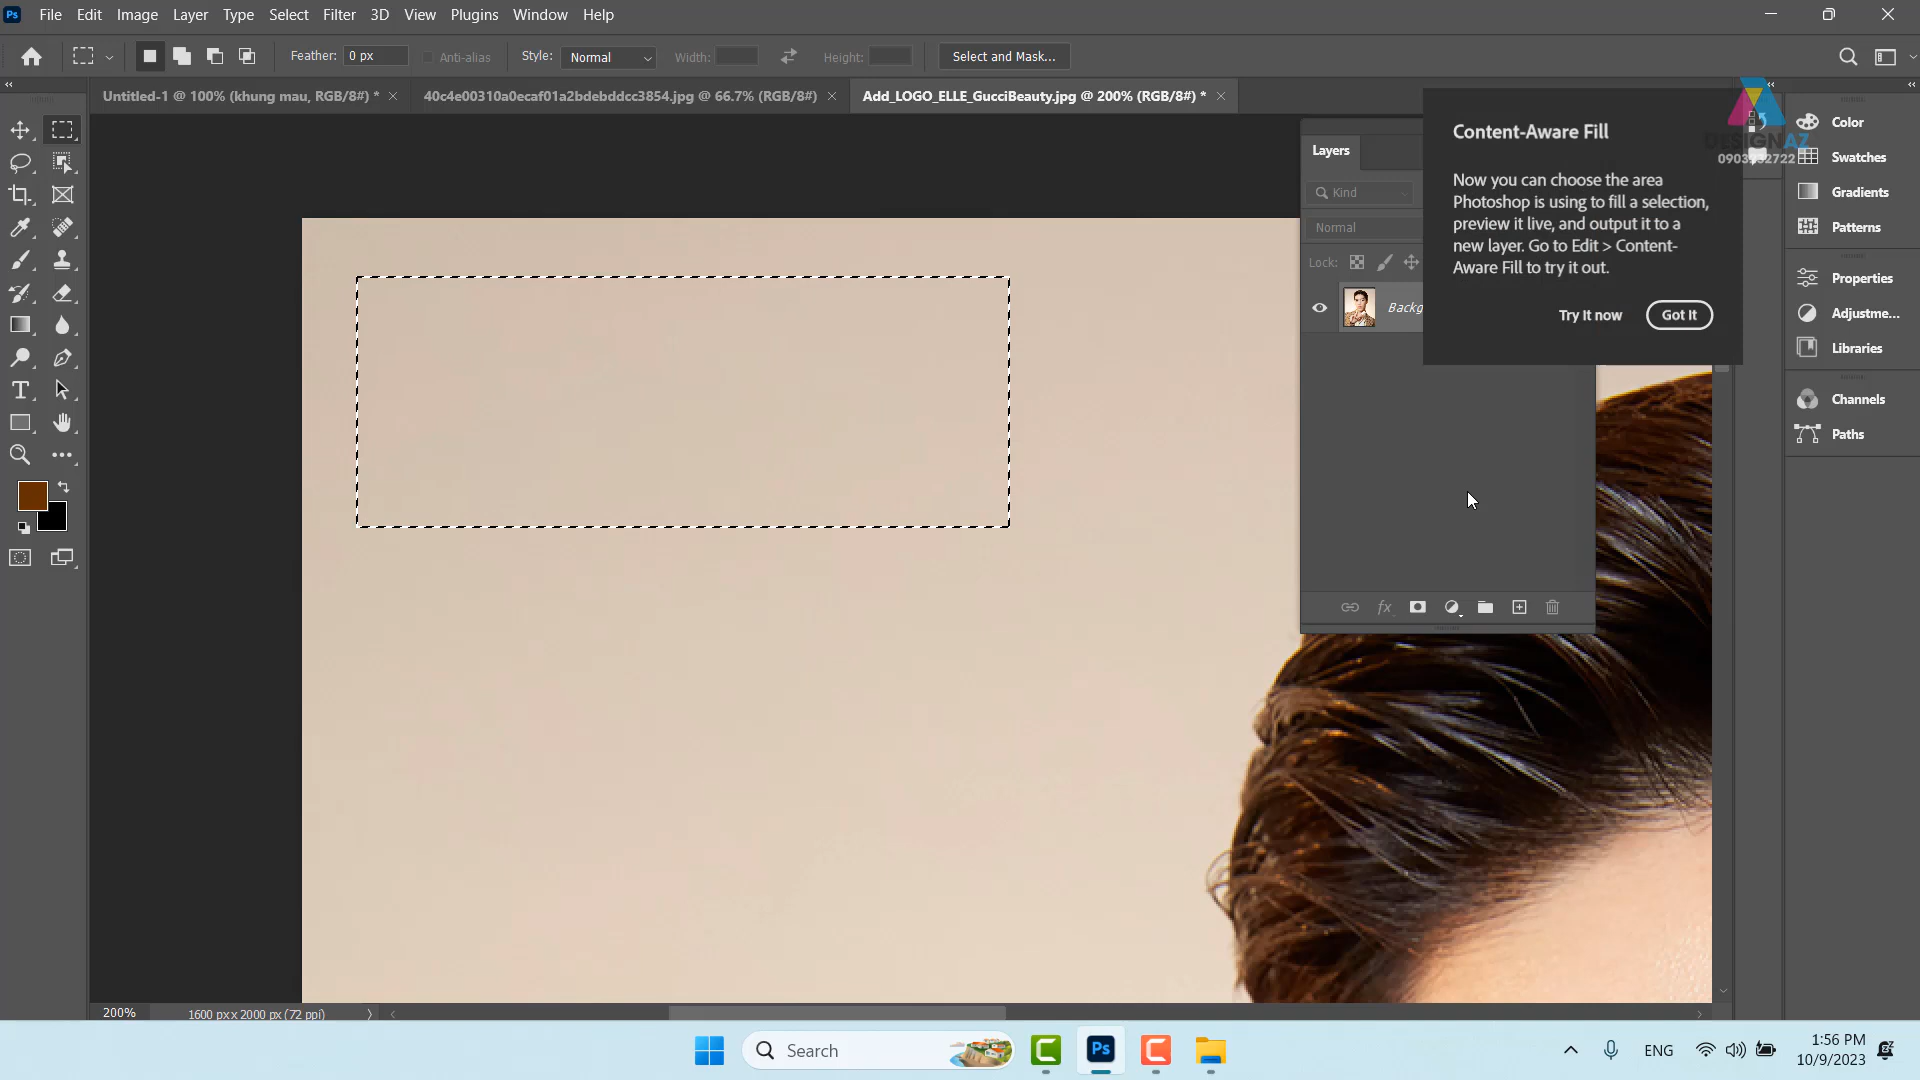 Ps File Edit Image Layer Type Select Filter 3D View Plugins Window Help
Feather: 0 px Anti-alias Style: Normal Width: Height: Select and Mask...
Untitled-1 @ 100% (khung mau, RGB/8#) * 40c4e00310a0ecaf01a2bdebddcc3854.jpg @ 66.7% (RGB/8#) Add_LOGO_ELLE_GucciBeauty.jpg @ 200% (RGB/8#) *
Layers
Kind
Normal
Lock:
Backg
Content-Aware Fill
Now you can choose the area
Photoshop is using to fill a selection,
preview it live, and output it to a
new layer. Go to Edit > Content-
Aware Fill to try it out.
Try it now Got It
DESIGNAZ
Color
Swatches
Gradients
Patterns
Properties
Adjustme...
Libraries
Channels
Paths
fx
200% 1600 px x 2000 px (72 ppi)
Search
Ps
ENG
1:56 PM
10/9/2023